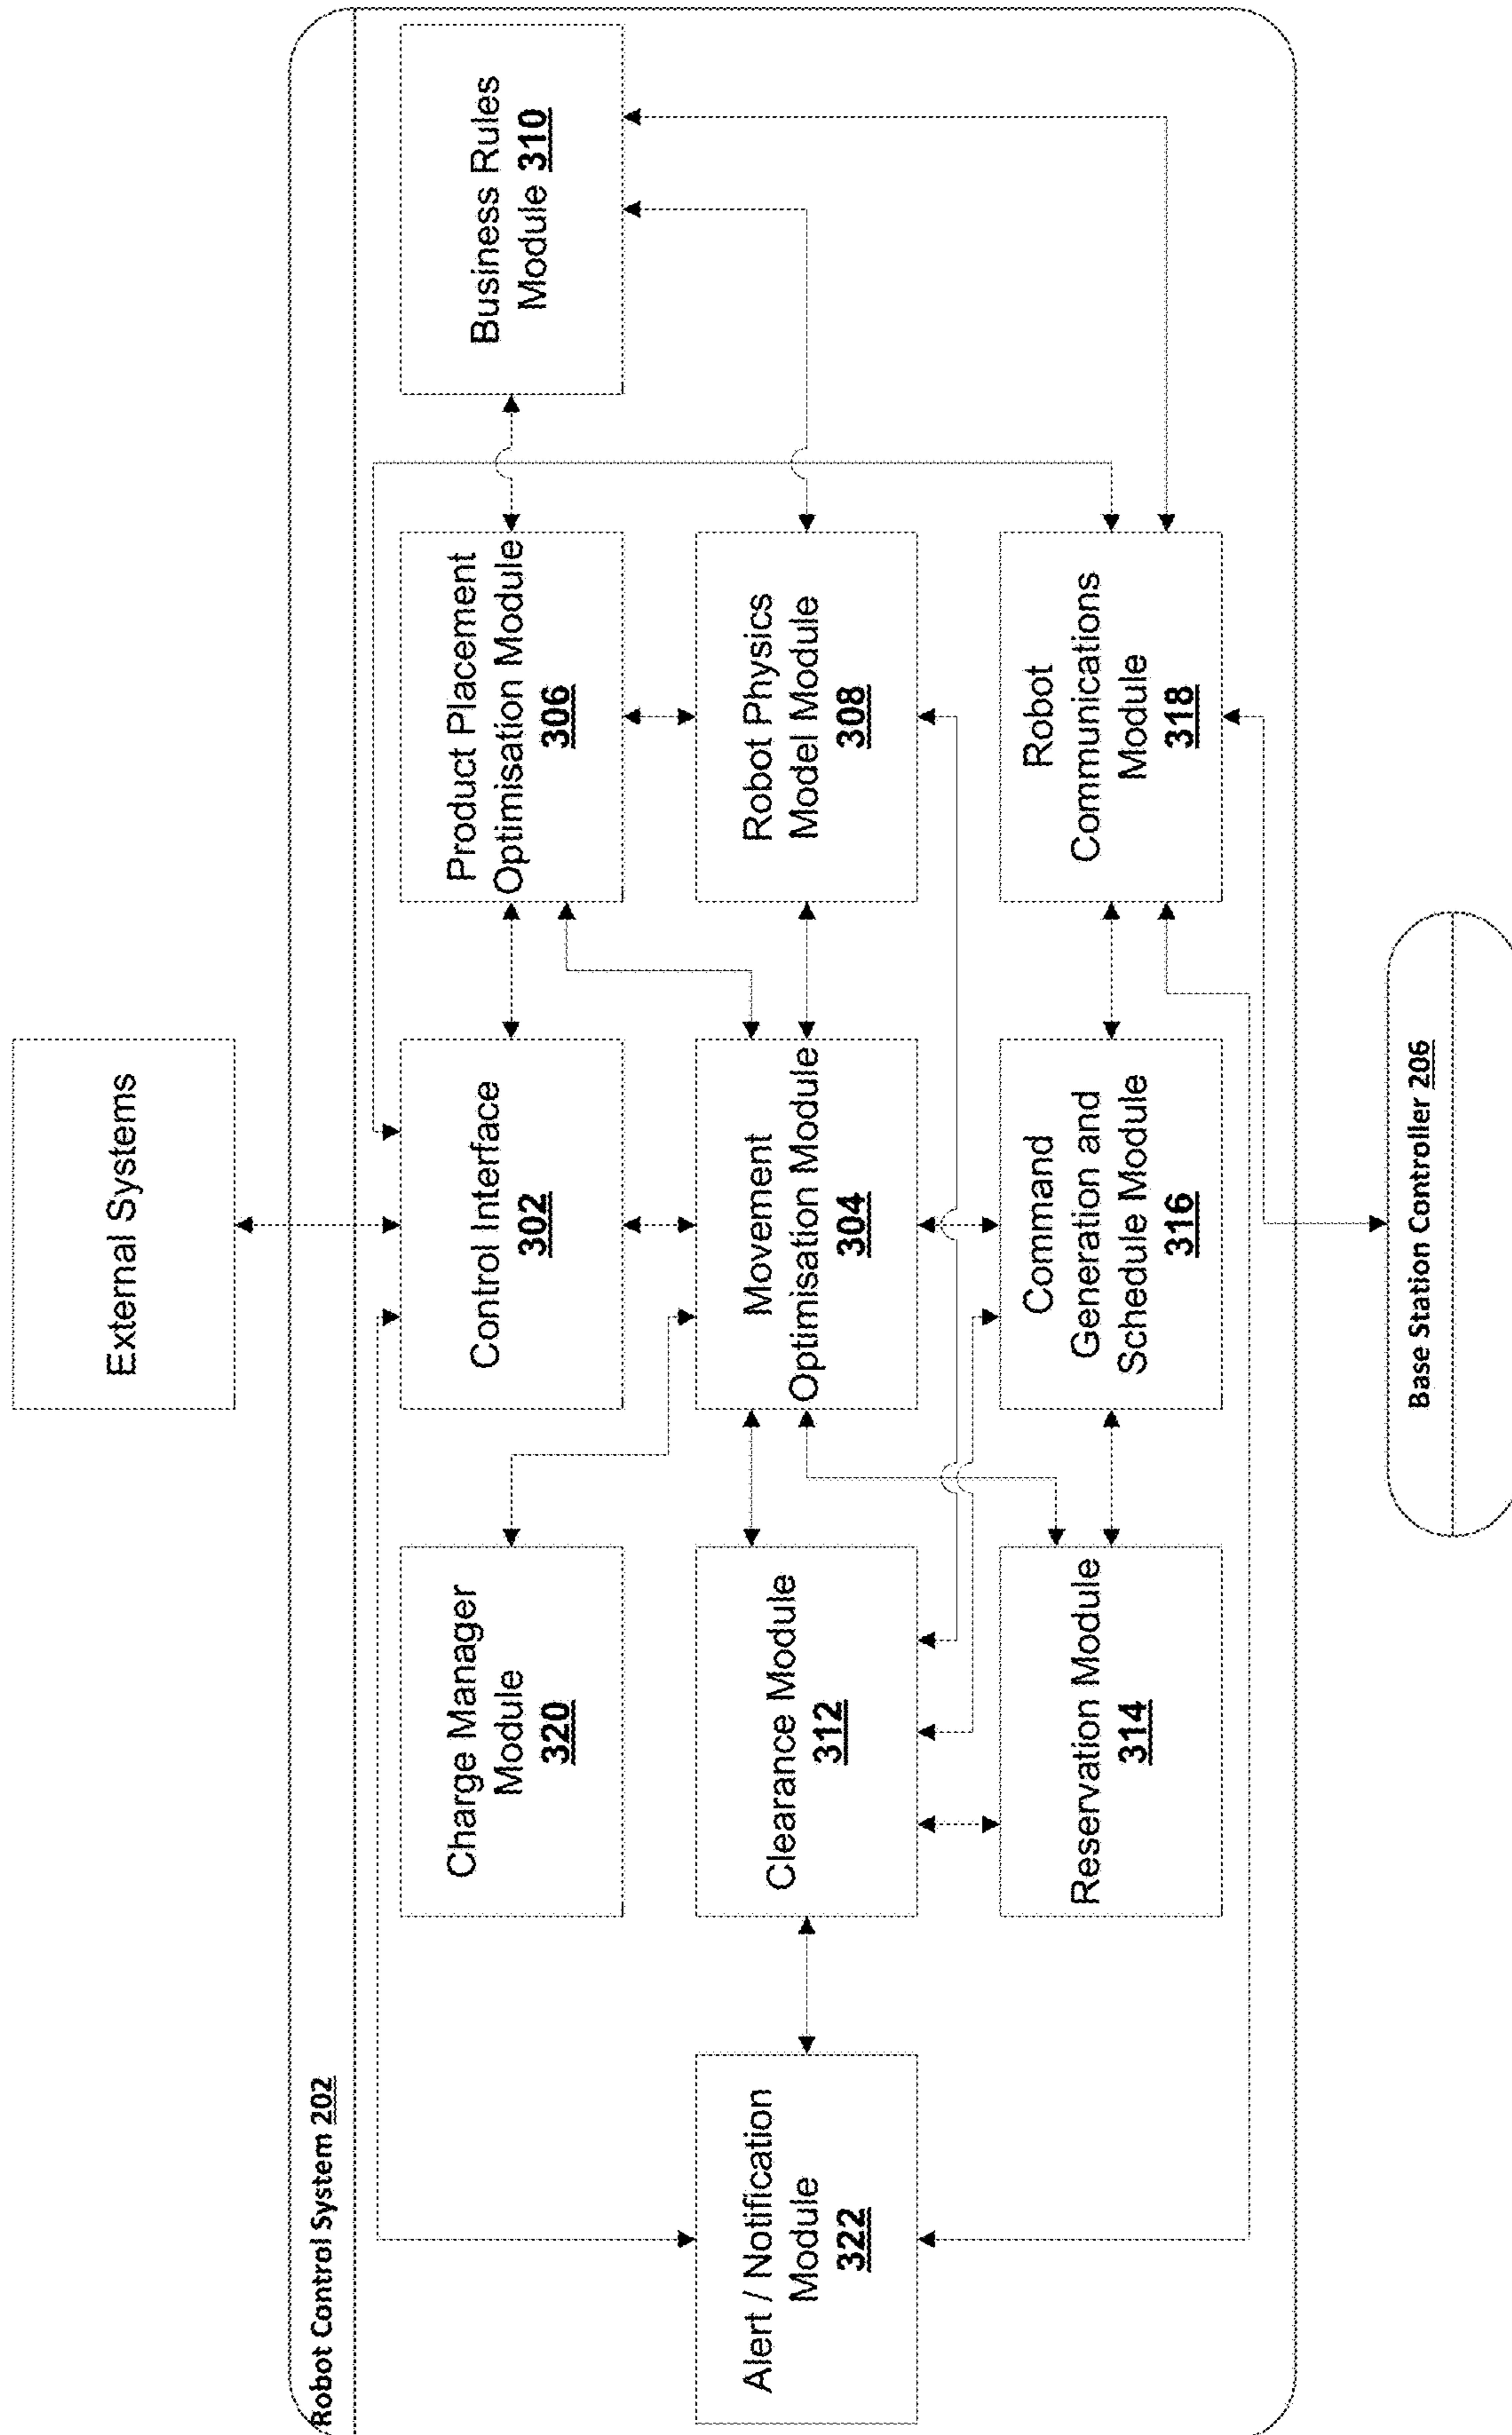 External Systems
Robot Control System 202
Charge Manager
Module
320
Control Interface
302
Product Placement
Optimisation Module
306
Business Rules
Module 310
Alert / Notification
Module
322
Clearance Module
312
Movement
Optimisation Module
304
Robot Physics
Model Module
308
Reservation Module
314
Command
Generation and
Schedule Module
316
Robot
Communications
Module
318
Base Station Controller 206